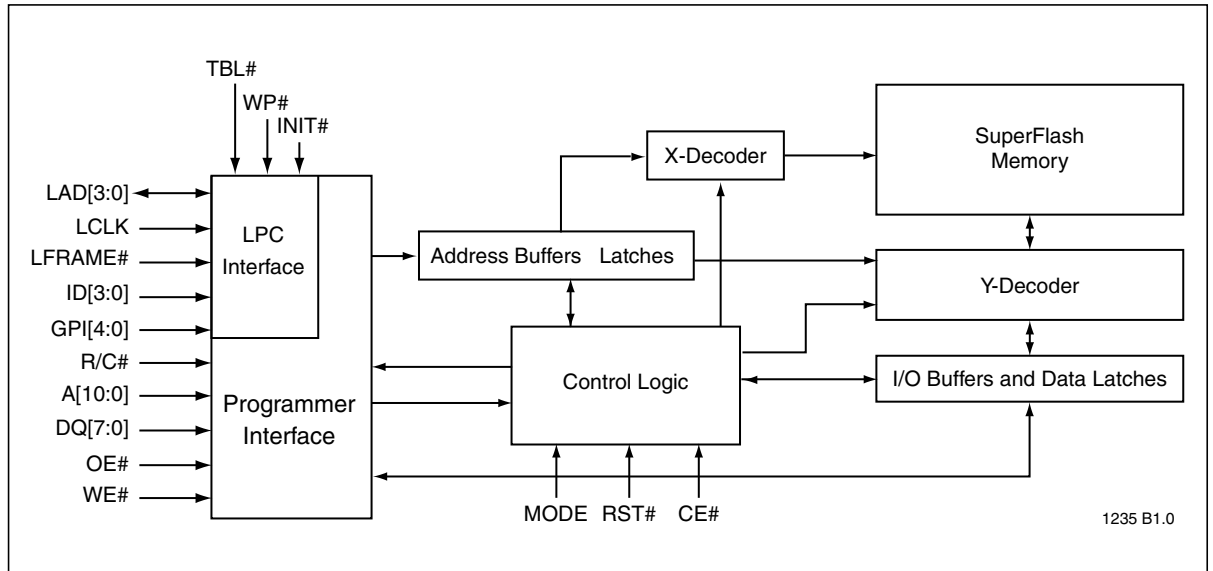 TBL#
WP#
INIT#
LAD[3:0]
LCLK
LFRAME#
ID[3:0]
GPI[4:0]
R/C#
A[10:0]
DQ[7:0]
OE#
WE#
LPC
Interface
Programmer
Interface
Address Buffers Latches
X-Decoder
SuperFlash
Memory
Y-Decoder
Control Logic
I/O Buffers and Data Latches
MODE RST# CE#
1235 B1.0